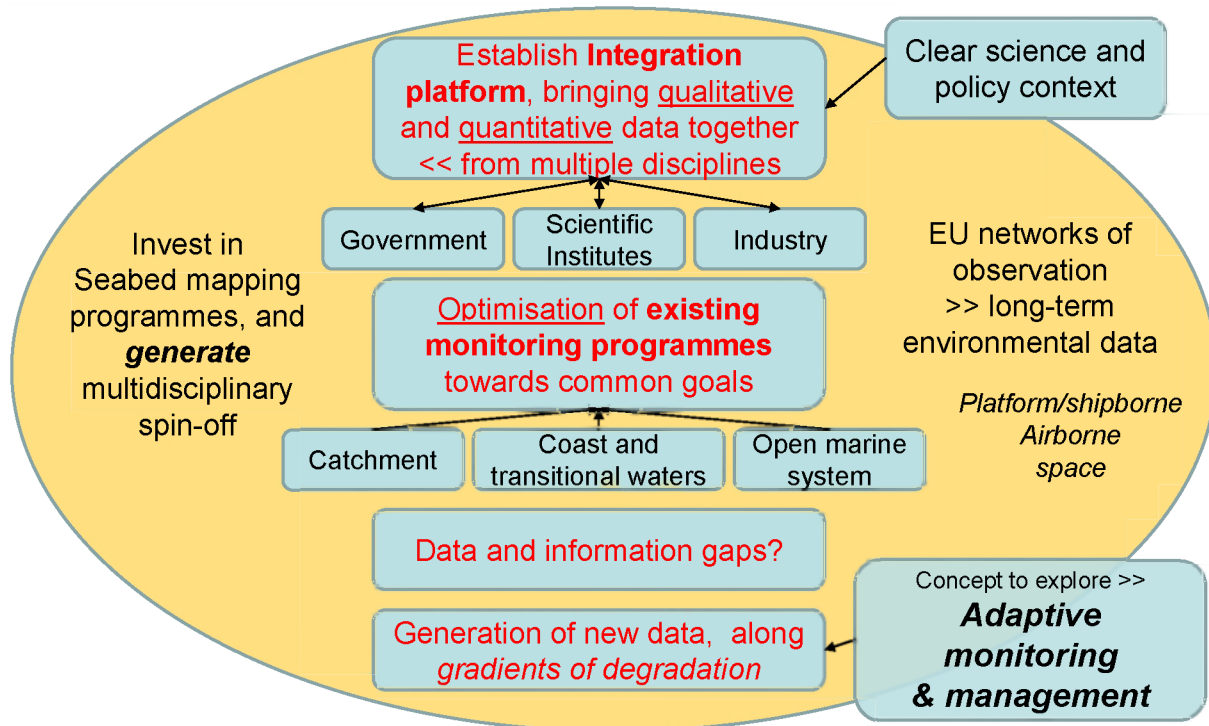 Establish Integration
platform, bringing qualitative
and quantitative data together
<< from multiple disciplines
Clear science and
policy context
Government
Scientific
Institutes
Industry
Invest in
Seabed mapping
programmes, and
generate
multidisciplinary
spin-off
EU networks of
observation
>> long-term
environmental data
Platform/shipborne
Airborne
space
Optimisation of existing
monitoring programmes
towards common goals
Catchment
Coast and
transitional waters
Open marine
system
Data and information gaps?
Generation of new data, along
gradients of degradation
Concept to explore >>
Adaptive
monitoring
& management